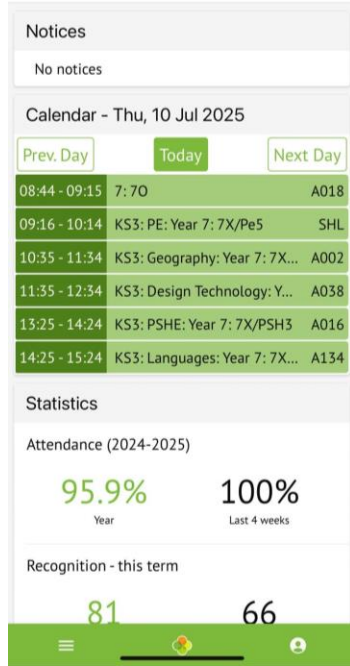 Notices
No notices
Calendar - Thu, 10 Jul 2025
Prev. Day Today Next Day
08:44 - 09:15 7: 7O A018
09:16 - 10:14 KS3: PE: Year 7: 7X/Pe5 SHL
10:35 - 11:34 KS3: Geography: Year 7: 7X... A002
11:35 - 12:34 KS3: Design Technology: Y... A038
13:25 - 14:24 KS3: PSHE: Year 7: 7X/PSH3 A016
14:25 - 15:24 KS3: Languages: Year 7: 7X... A134
Statistics
Attendance (2024-2025)
95.9% 100%
Year Last 4 weeks
Recognition - this term
81 66